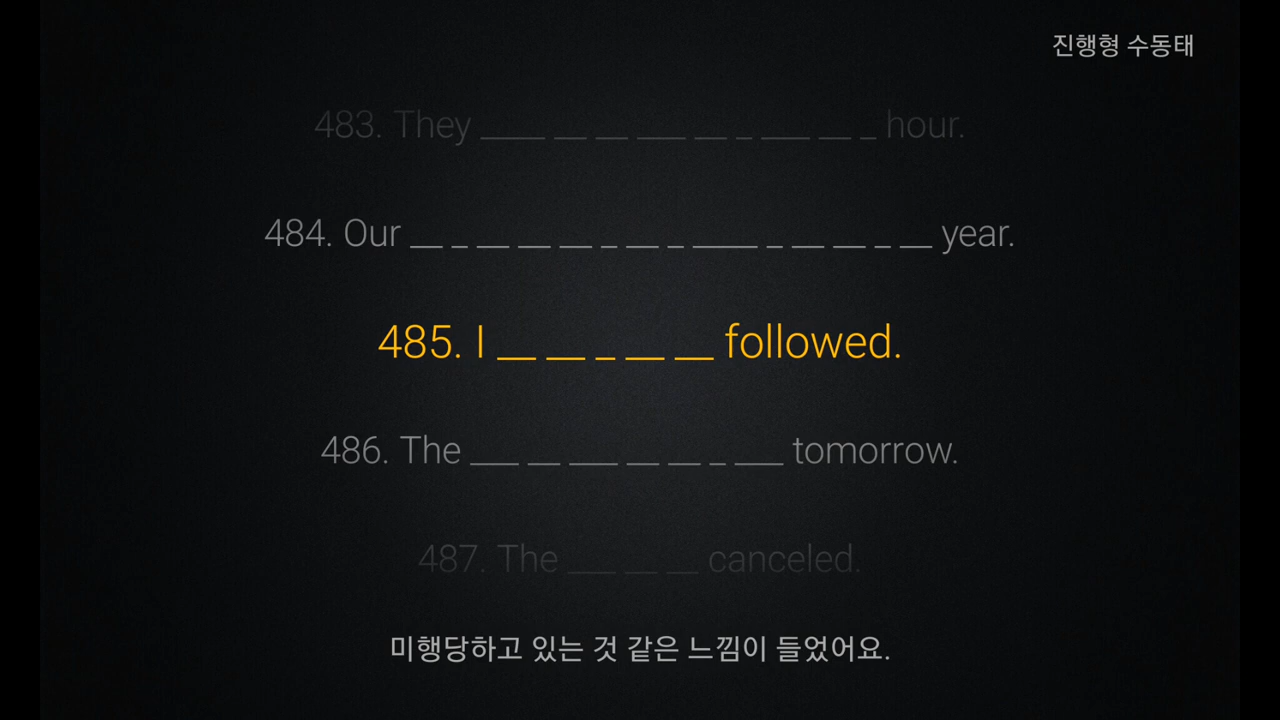 진행형 수동태
483. They ____ __ __ ___ __ _ ___ __ _ hour.
484. Our __ _ __ __ __ _ __ _ ____ _ __ __ _ __ year.
485. I __ __ _ __ __ followed.
486. The ___ __ ___ __ __ _ ___ tomorrow.
487. The ___ __ __ canceled.
미행당하고 있는 것 같은 느낌이 들었어요.